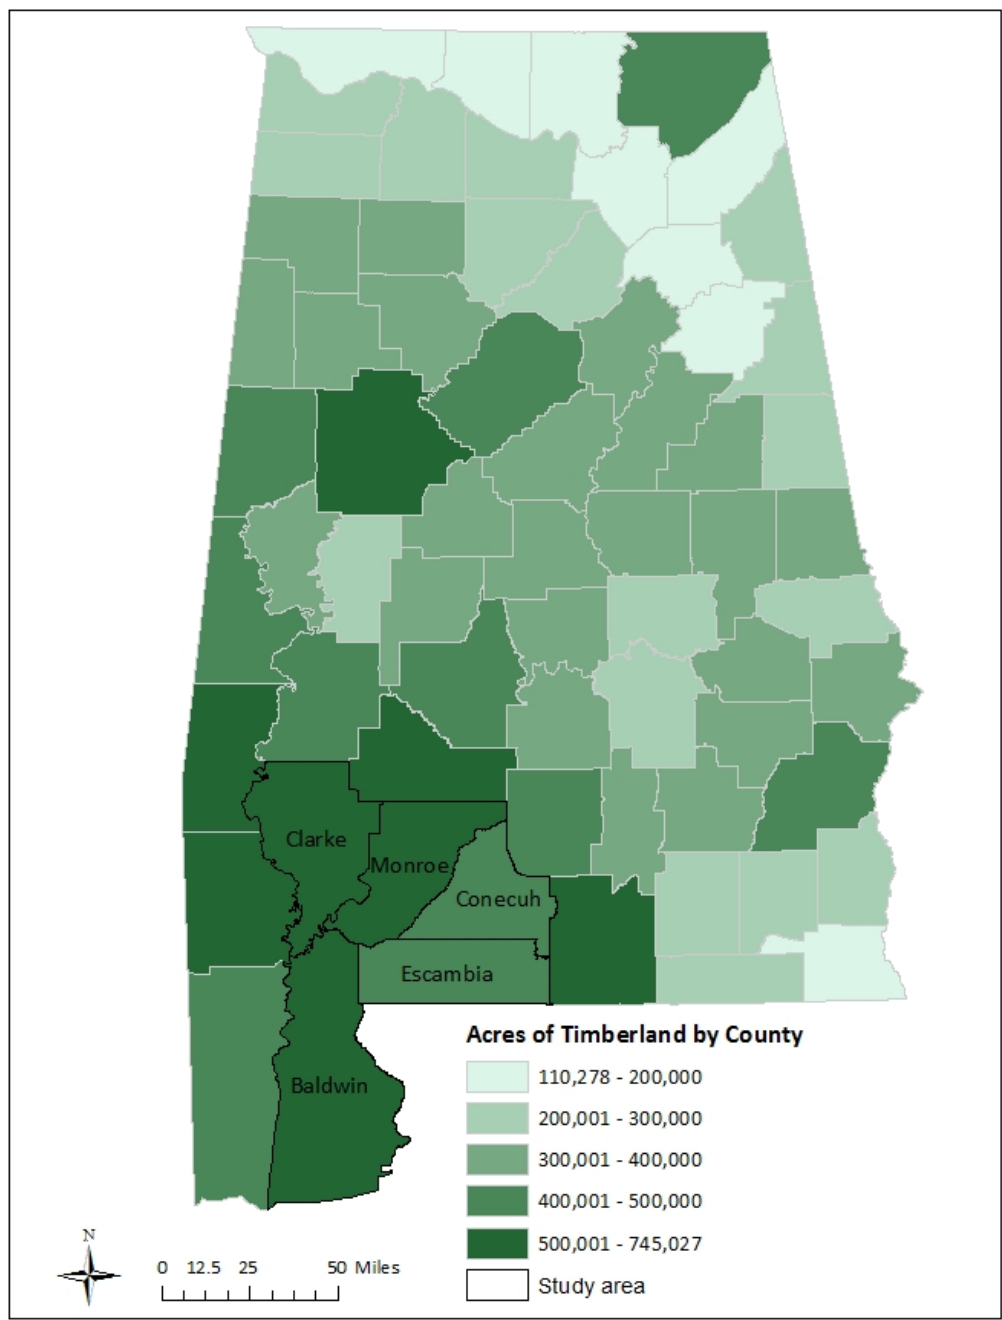 Clarke
Monroe
Conecuh
Escambia
Baldwin
Acres of Timberland by County
110,278 - 200,000
200,001 - 300,000
300,001 - 400,000
400,001 - 500,000
500,001 - 745,027
Study area
N
0 12.5 25 50 Miles